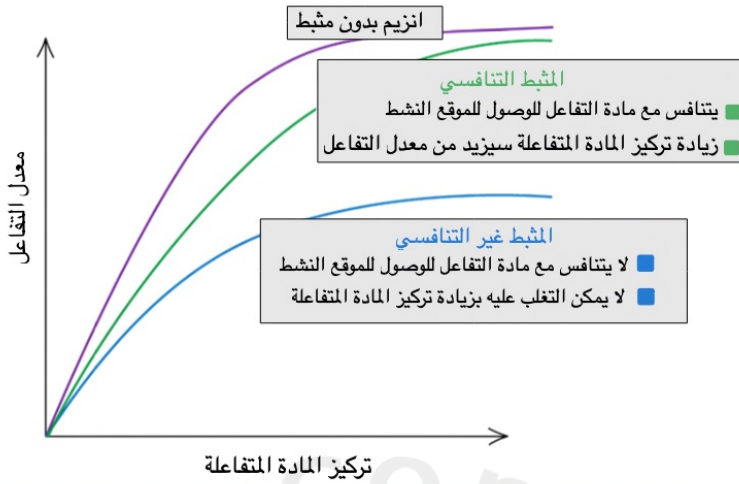 انزيم بدون مثبط
المثبط التنافسي
يتنافس مع مادة التفاعل للوصول للموقع النشط
زيادة تركيز المادة المتفاعلة سيزيد من معدل التفاعل
معدل التفاعل
المثبط غير التنافسي
لا يتنافس مع مادة التفاعل للوصول للموقع النشط
لا يمكن التغلب عليه بزيادة تركيز المادة المتفاعلة
تركيز المادة المتفاعلة